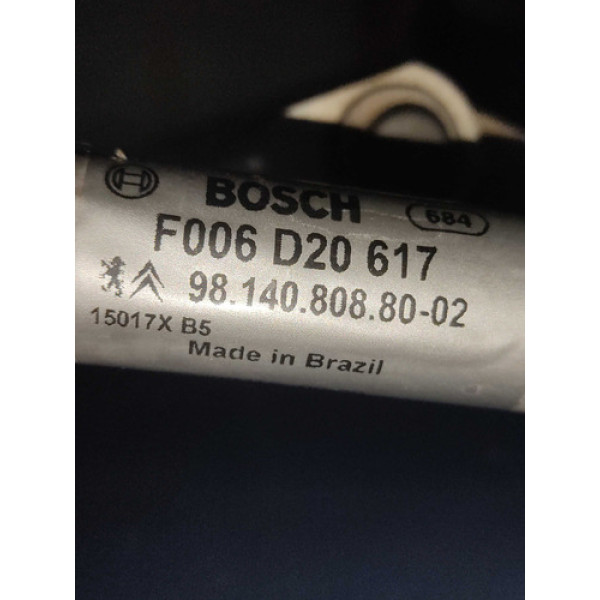 BOSCH 684
F006 D20 617
98.140.808.80-02
15017X B5
Made in Brazil